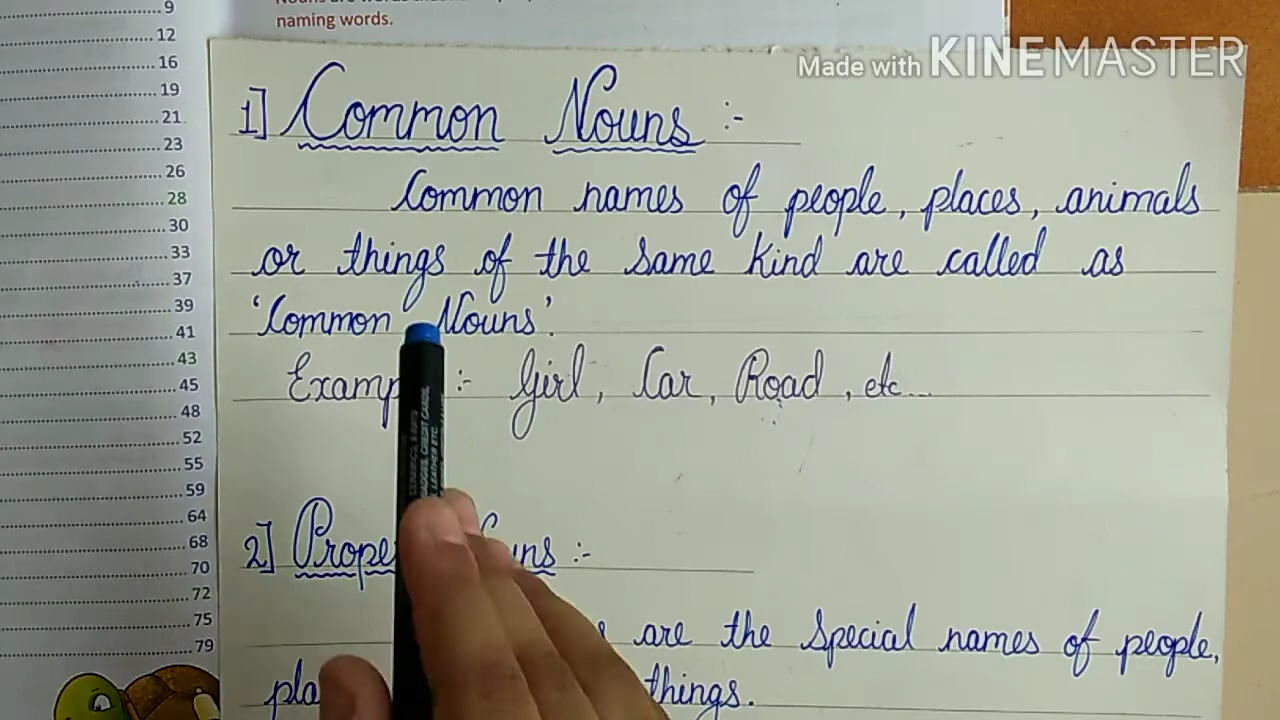 naming words.
Made with KINEMASTER
1] Common Nouns :-
Common names of people, places, animals
or things of the same kind are called as
'Common Nouns'.
:- Girl, Car, Road, etc...
2]
are the special names of people,
things.
9
12
16
19
21
23
26
28
30
33
37
39
41
43
45
48
52
55
59
64
68
70
72
75
79